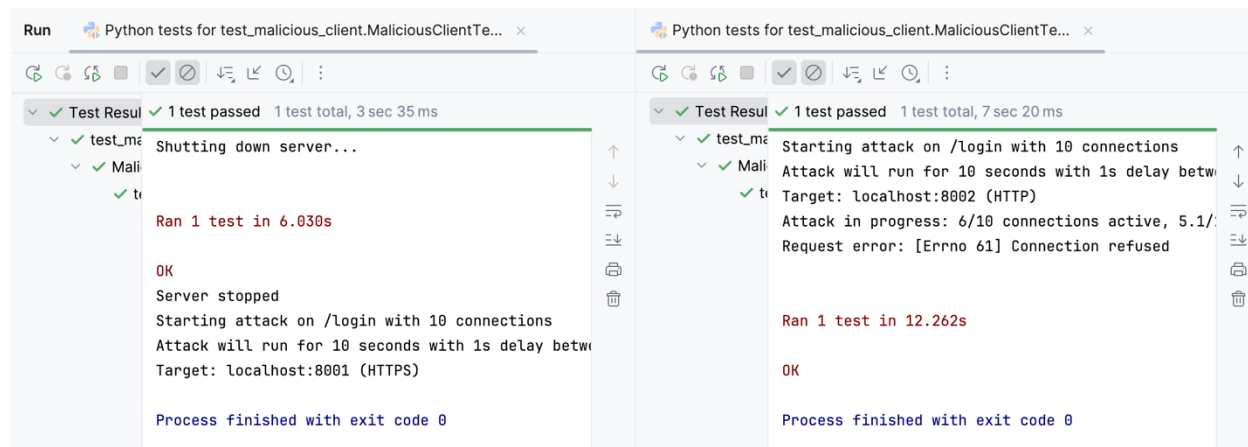 Run
Python tests for test_malicious_client.MaliciousClientTe...
✓ 1 test passed 1 test total, 3 sec 35 ms
Test Resul
test_ma
Mali
te
Shutting down server...
Ran 1 test in 6.030s
OK
Server stopped
Starting attack on /login with 10 connections
Attack will run for 10 seconds with 1s delay betwe
Target: localhost:8001 (HTTPS)
Process finished with exit code 0
Python tests for test_malicious_client.MaliciousClientTe...
✓ 1 test passed 1 test total, 7 sec 20 ms
Test Resul
test_ma
Mali
te
Starting attack on /login with 10 connections
Attack will run for 10 seconds with 1s delay betwe
Target: localhost:8002 (HTTP)
Attack in progress: 6/10 connections active, 5.1/
Request error: [Errno 61] Connection refused
Ran 1 test in 12.262s
OK
Process finished with exit code 0